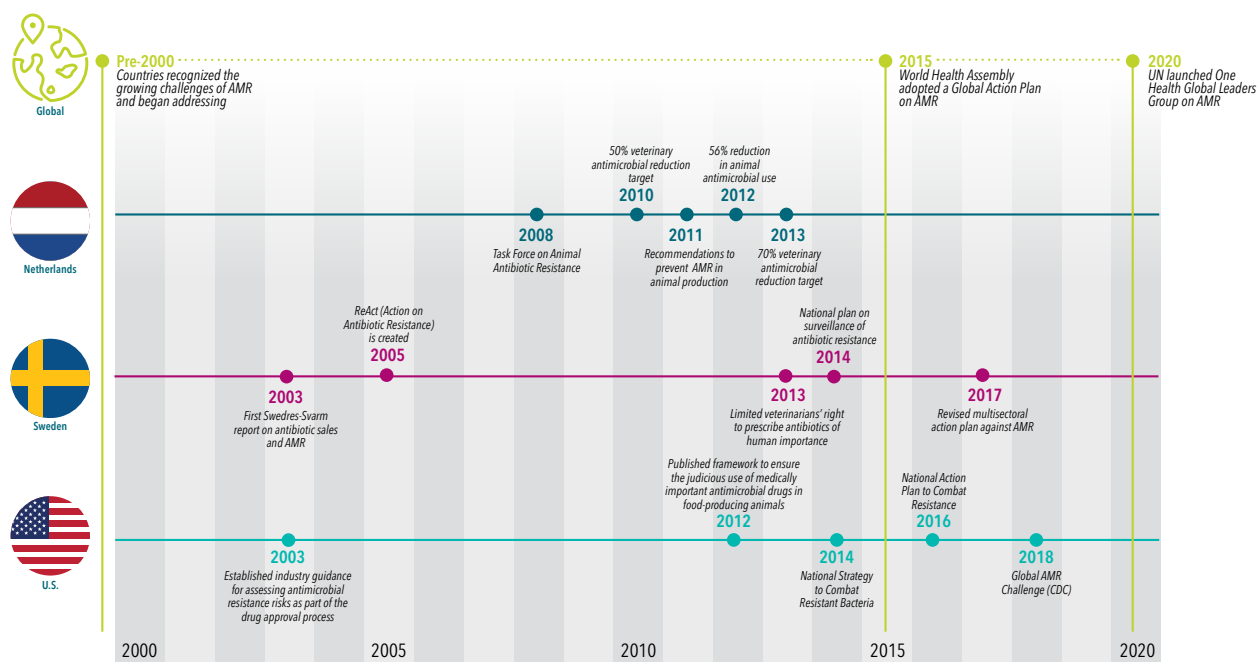 Global
Pre-2000
Countries recognized the
growing challenges of AMR
and began addressing
2015
World Health Assembly
adopted a Global Action Plan
on AMR
2020
UN launched One
Health Global Leaders
Group on AMR
Netherlands
2008
Task Force on Animal
Antibiotic Resistance
50% veterinary
antimicrobial reduction
target
2010
2011
Recommendations to
prevent AMR in
animal production
56% reduction
in animal
antimicrobial use
2012
2013
70% veterinary
antimicrobial
reduction target
Sweden
2003
First Swedres-Svarm
report on antibiotic sales
and AMR
ReAct (Action on
Antibiotic Resistance)
is created
2005
2013
Limited veterinarians’ right
to prescribe antibiotics of
human importance
National plan on
surveillance of
antibiotic resistance
2014
2017
Revised multisectoral
action plan against AMR
U.S.
2003
Established industry guidance
for assessing antimicrobial
resistance risks as part of the
drug approval process
Published framework to ensure
the judicious use of medically
important antimicrobial drugs in
food-producing animals
2012
2014
National Strategy
to Combat
Resistant Bacteria
National Action
Plan to Combat
Resistance
2016
2018
Global AMR
Challenge (CDC)
2000
2005
2010
2015
2020